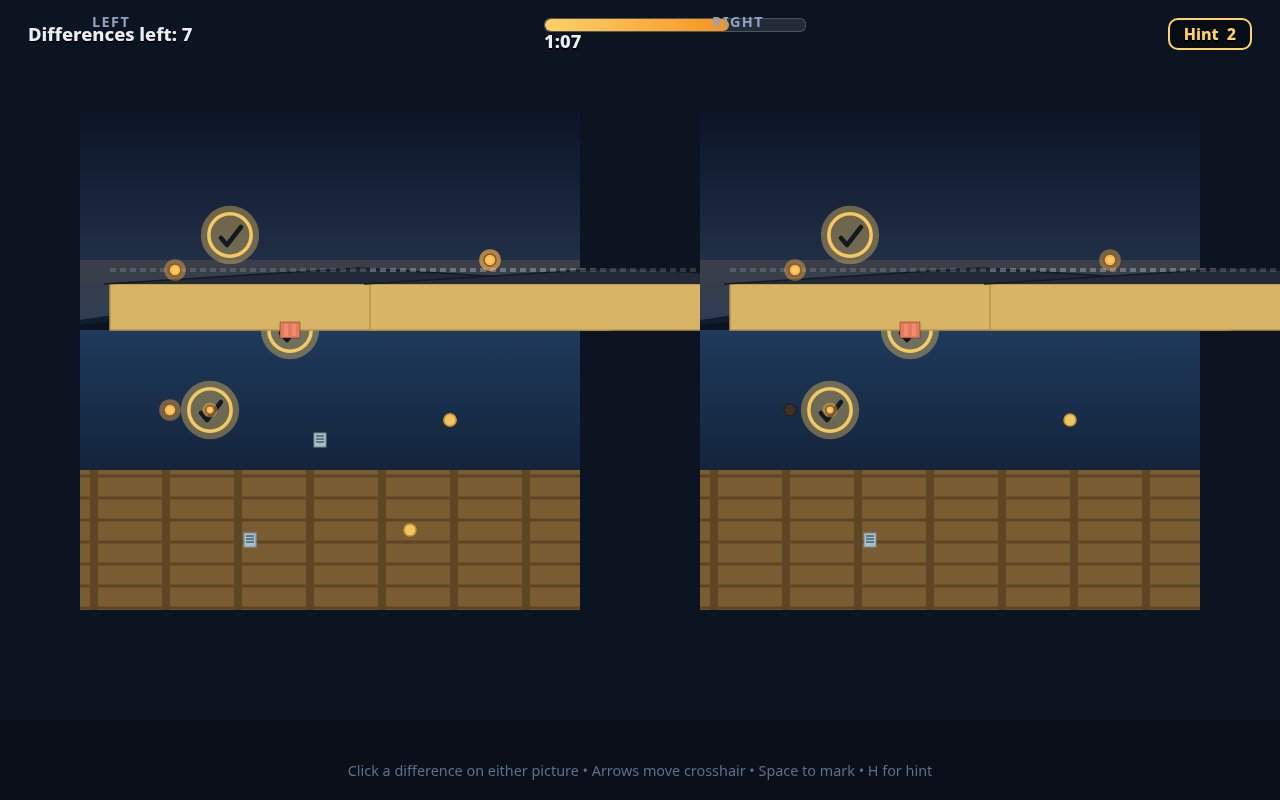 LEFT
Differences left: 7
RIGHT
1:07
Hint 2
Click a difference on either picture • Arrows move crosshair • Space to mark • H for hint